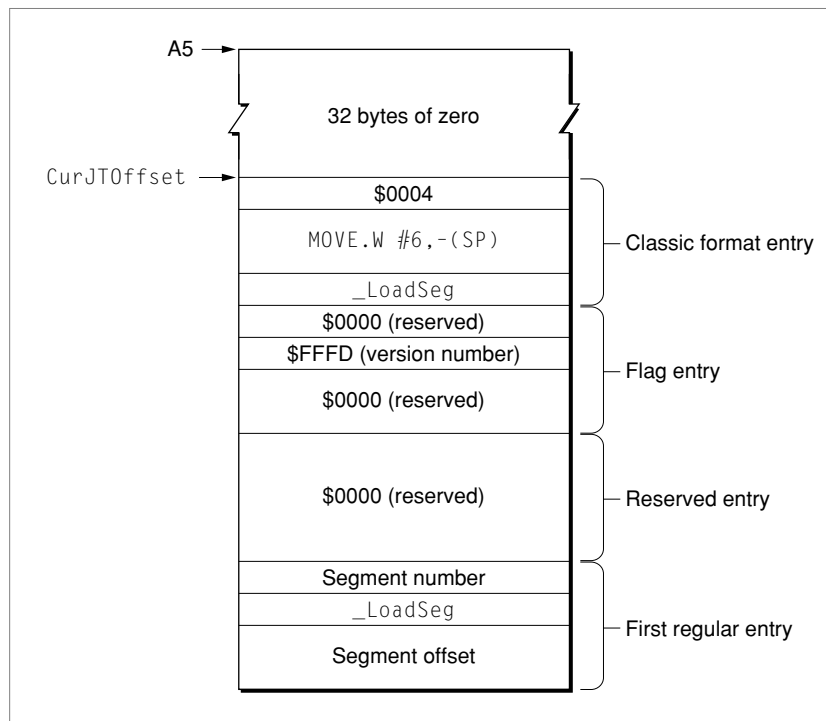 A5
32 bytes of zero
CurJTOffset
$0004
MOVE.W #6,-(SP)
Classic format entry
_LoadSeg
$0000 (reserved)
$FFFD (version number)
Flag entry
$0000 (reserved)
$0000 (reserved)
Reserved entry
Segment number
_LoadSeg
First regular entry
Segment offset